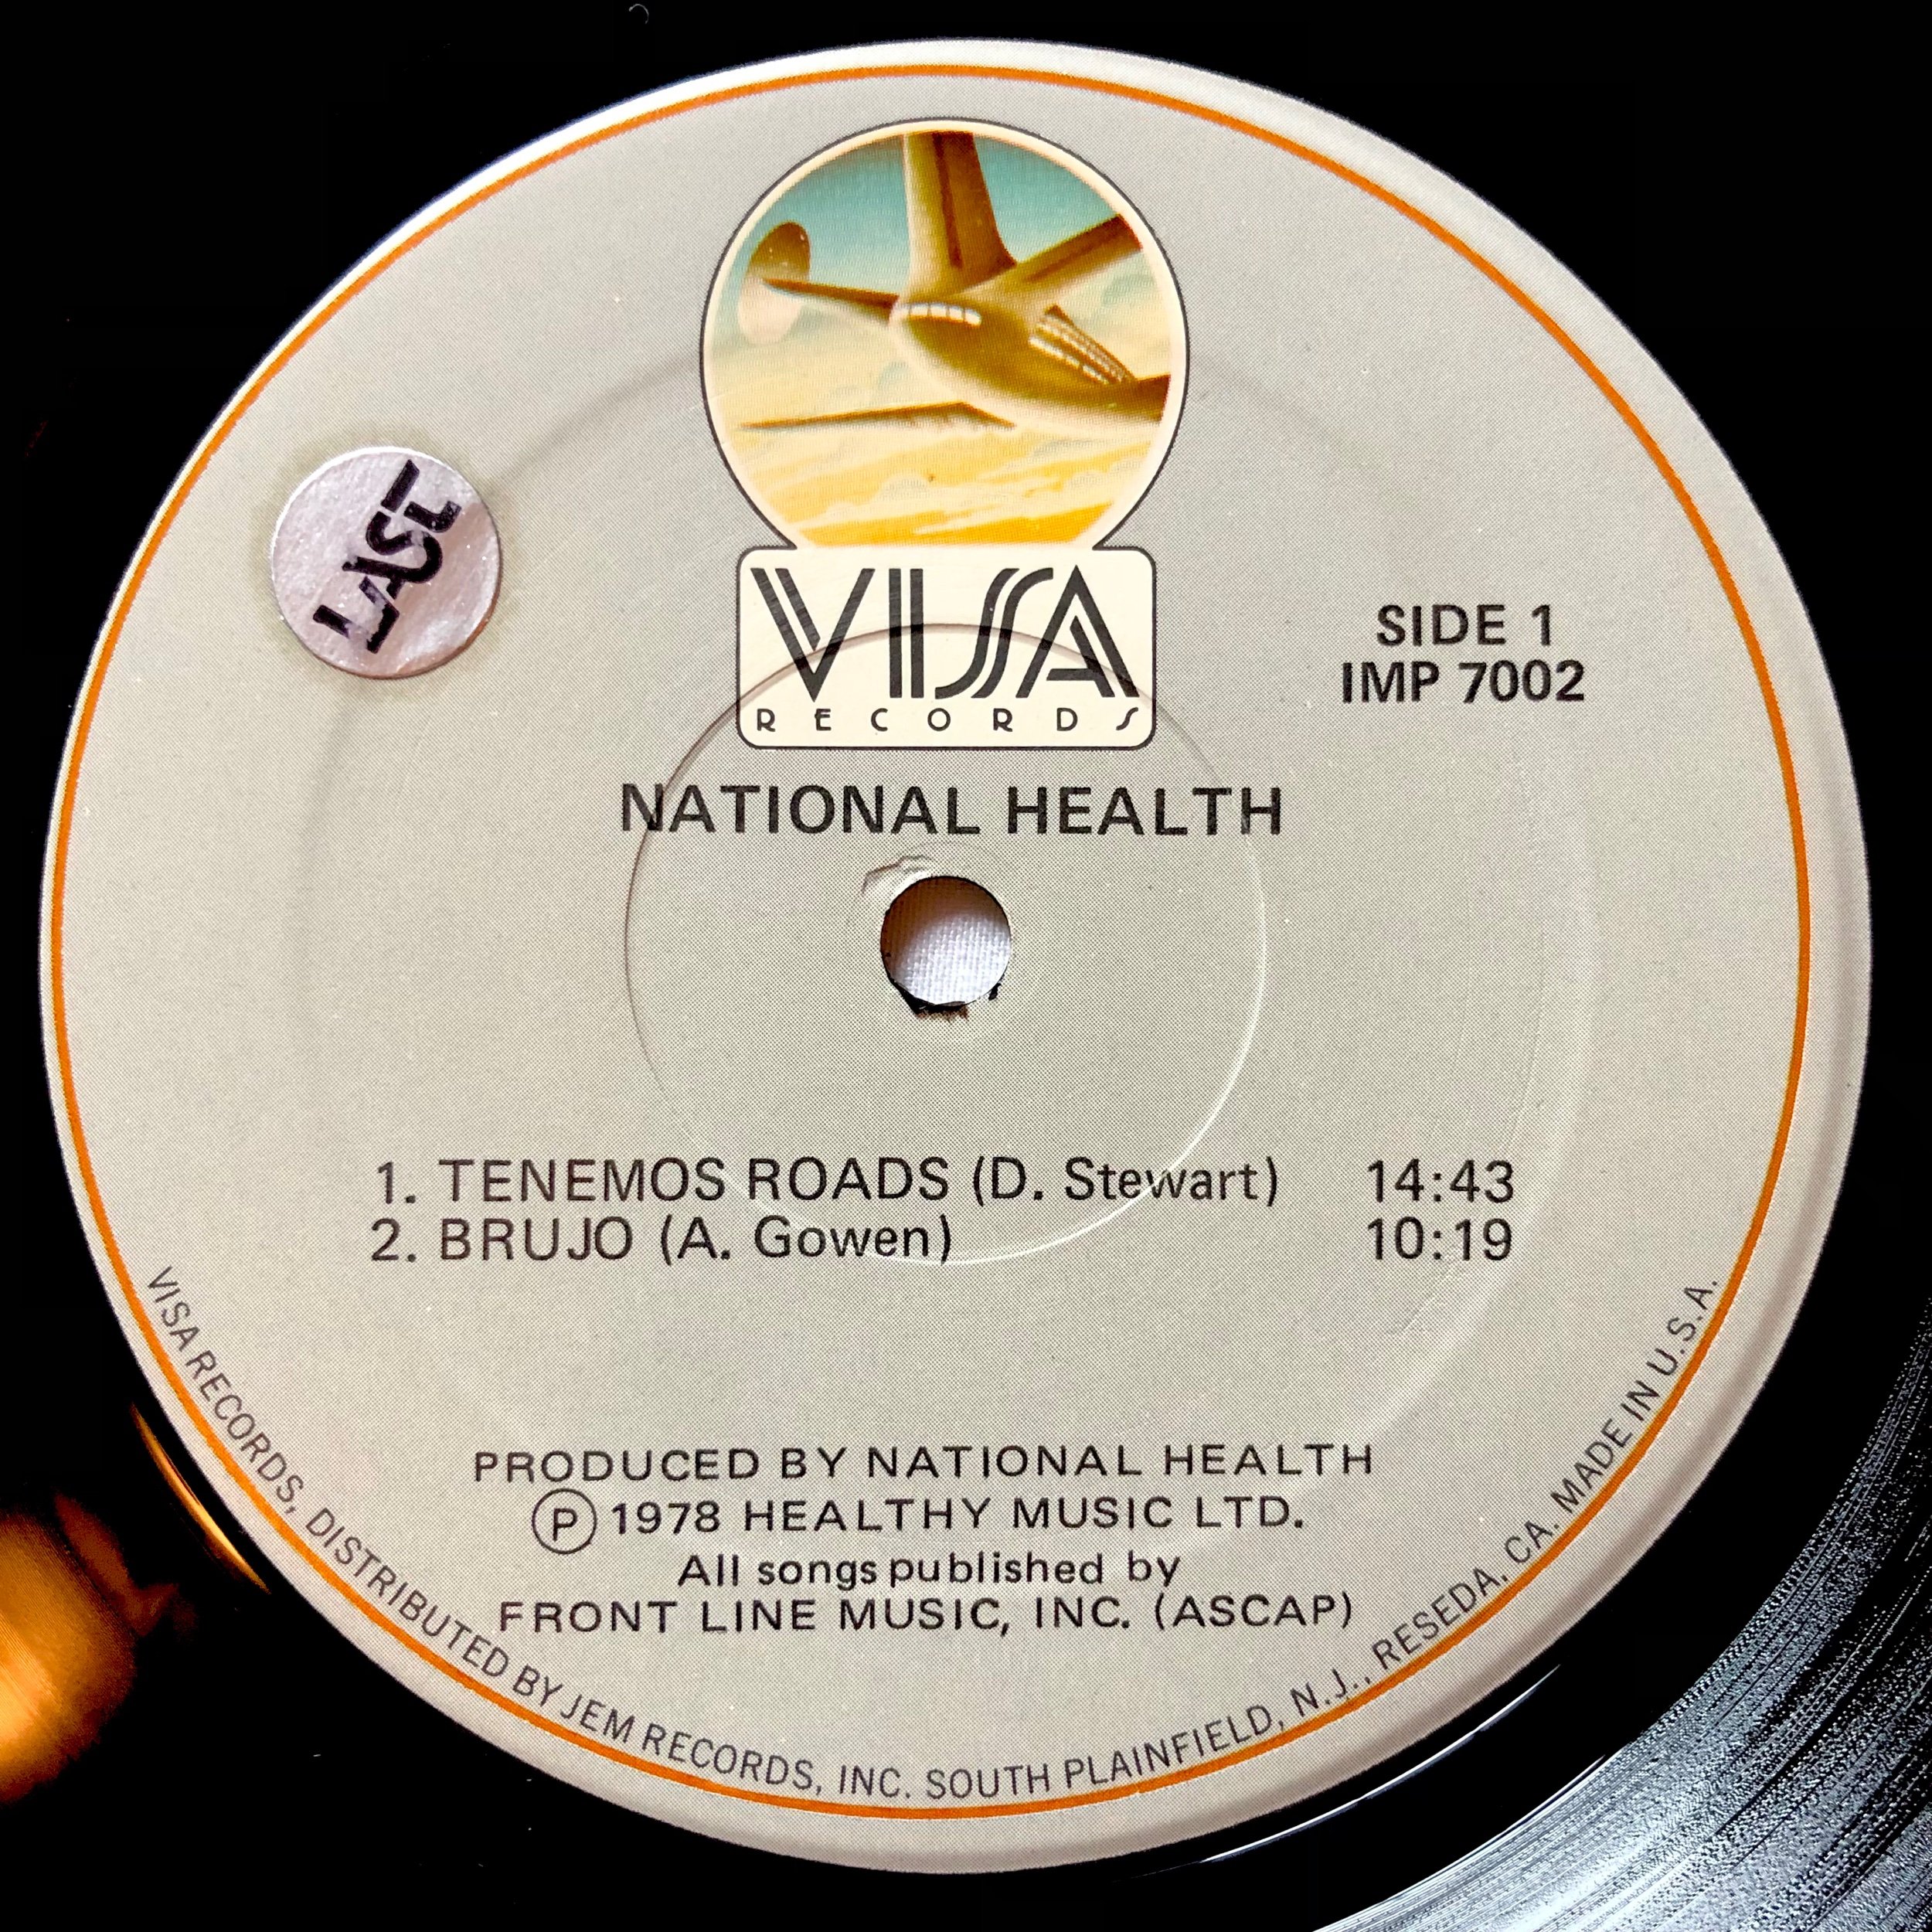 VISA
RECORDS
LAST
SIDE 1
IMP 7002
NATIONAL HEALTH
1. TENEMOS ROADS (D. Stewart) 14:43
2. BRUJO (A. Gowen) 10:19
PRODUCED BY NATIONAL HEALTH
Ⓟ 1978 HEALTHY MUSIC LTD.
All songs published by
FRONT LINE MUSIC, INC. (ASCAP)
VISA RECORDS, DISTRIBUTED BY JEM RECORDS, INC. SOUTH PLAINFIELD, N.J., RESEDA, CA. MADE IN U.S.A.